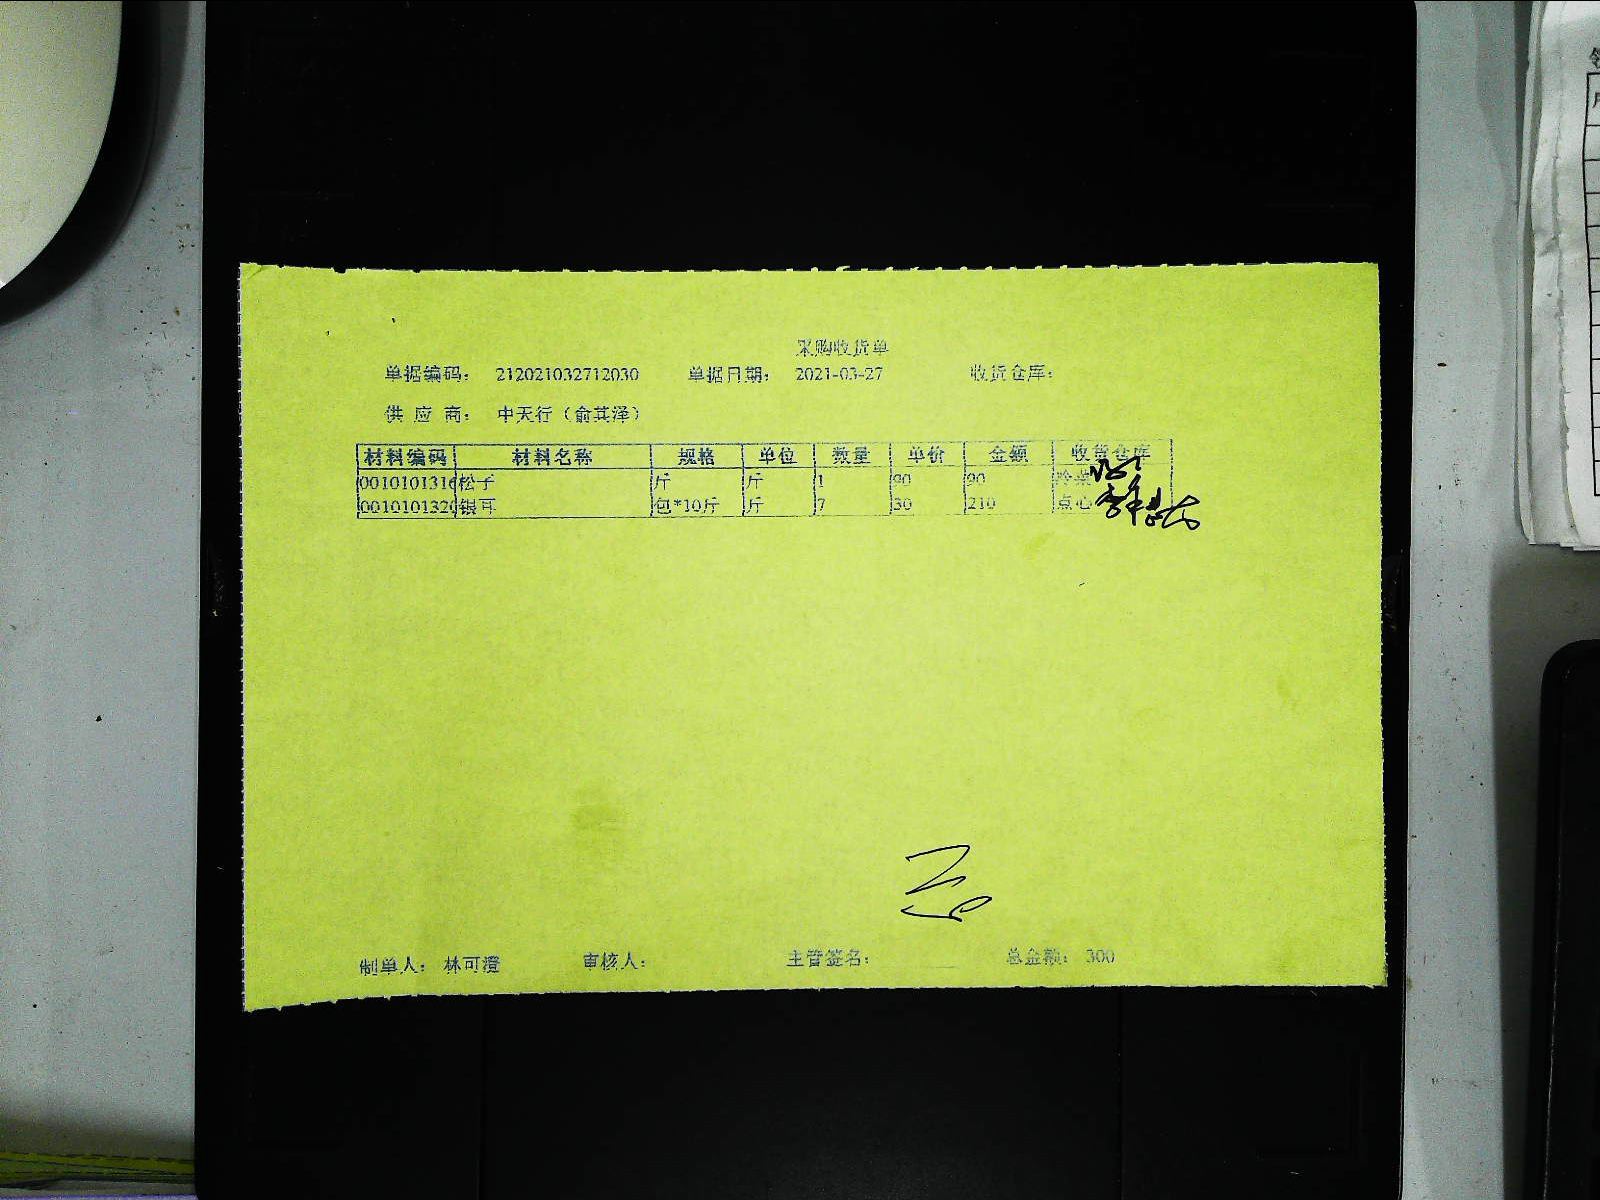 采购收货单
单据编码： 212021032712030 单据日期： 2021-03-27 收货仓库：
供 应 商： 中天行（俞其泽）
材料编码 材料名称 规格 单位 数量 单价 金额 收货仓库
0010101316 松子 斤 斤 1 90 90 冷菜
0010101320 银耳 包*10斤 斤 7 30 210 点心
制单人： 林可澄 审核人： 主管签名： 总金额： 300